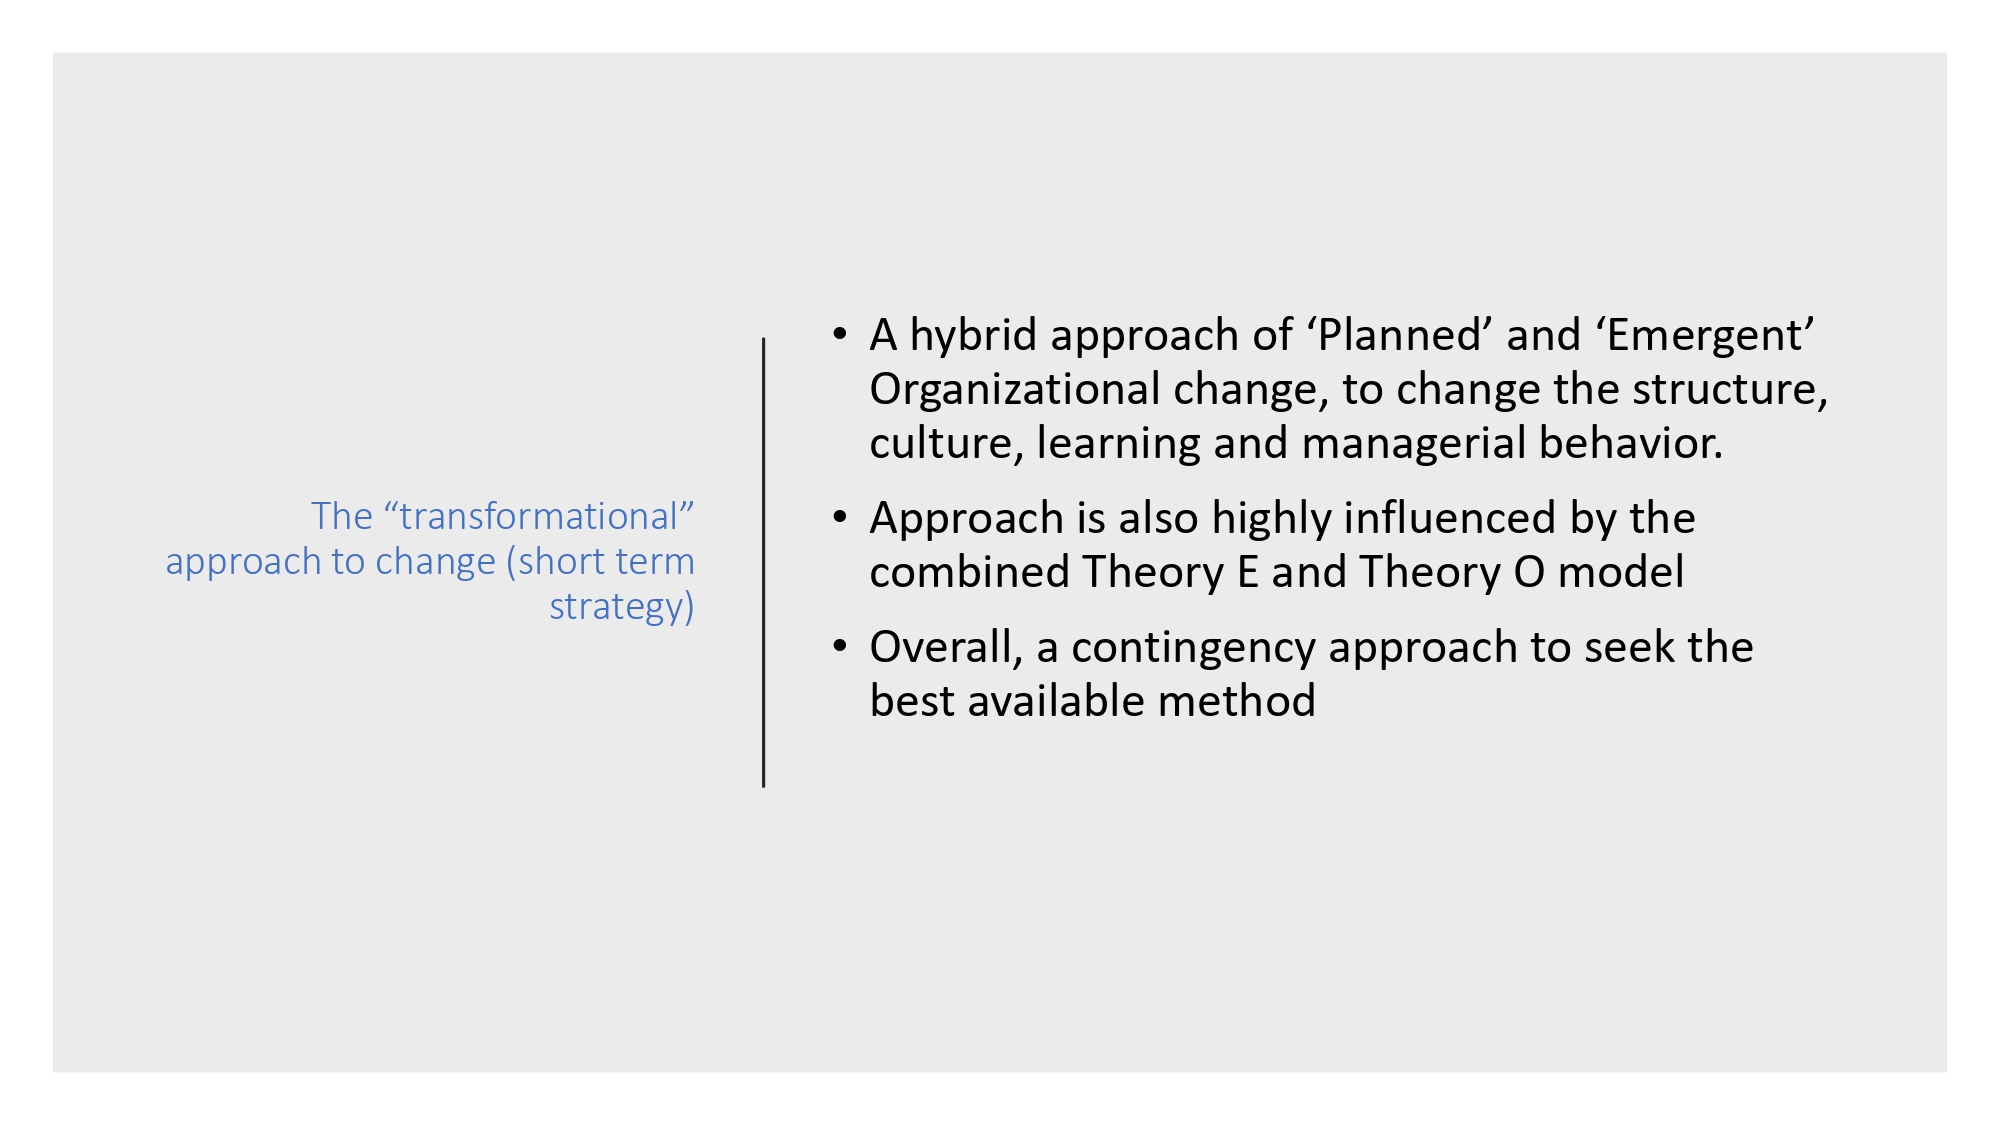 The “transformational”
approach to change (short term
strategy)
• A hybrid approach of ‘Planned’ and ‘Emergent’
Organizational change, to change the structure,
culture, learning and managerial behavior.
• Approach is also highly influenced by the
combined Theory E and Theory O model
• Overall, a contingency approach to seek the
best available method